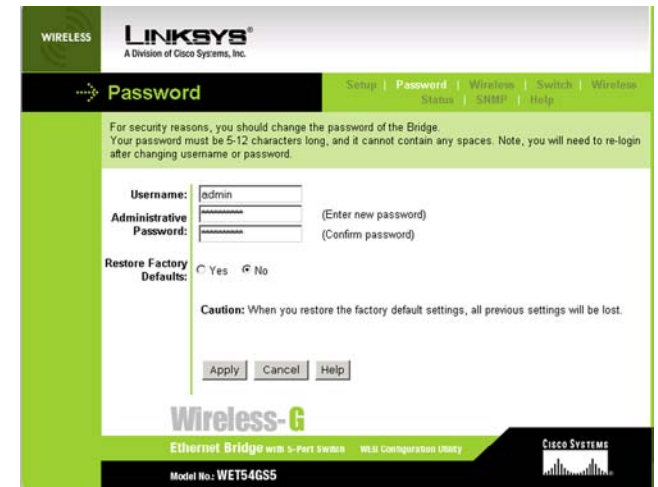 WIRELESS
LINKSYS®
A Division of Cisco Systems, Inc.
Password
Setup | Password | Wireless | Switch | Wireless
Status | SNMP | Help
For security reasons, you should change the password of the Bridge.
Your password must be 5-12 characters long, and it cannot contain any spaces. Note, you will need to re-login
after changing username or password.
Username: admin
Administrative ********** (Enter new password)
Password: ********** (Confirm password)
Restore Factory
Defaults: Yes No
Caution: When you restore the factory default settings, all previous settings will be lost.
Apply Cancel Help
Wireless-G
Ethernet Bridge with 5-Port Switch WEB Configuration Utility
CISCO SYSTEMS
Model No.: WET54GS5